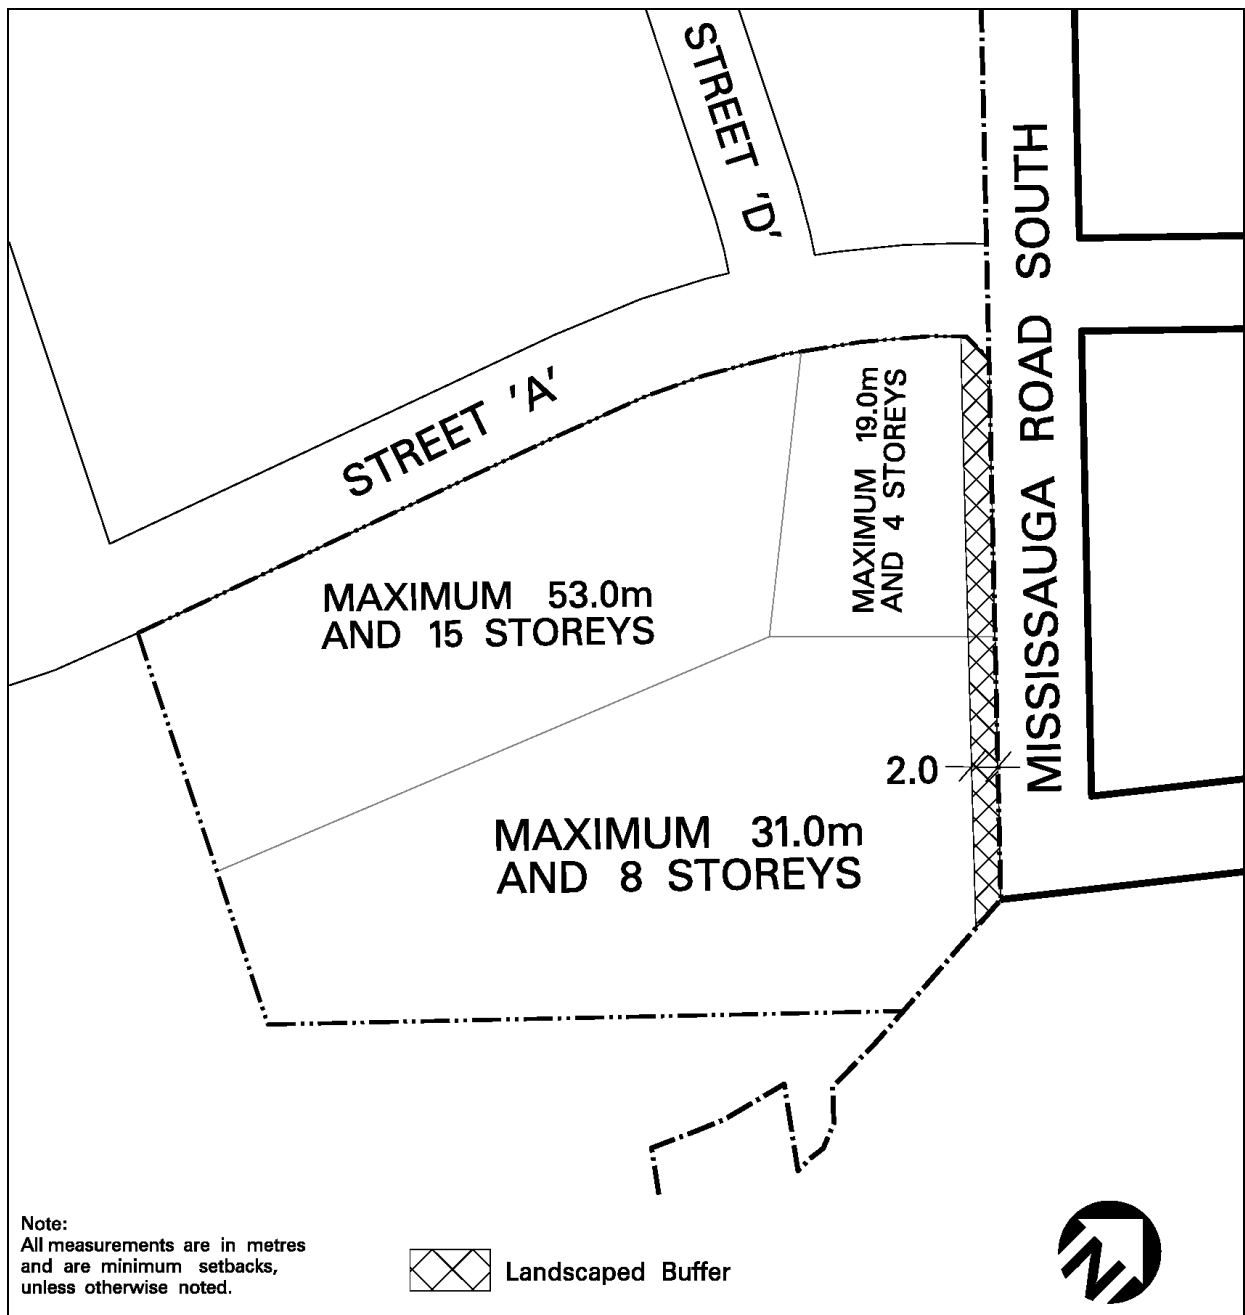 STREET 'D'
MISSISSAUGA ROAD SOUTH
STREET 'A'
MAXIMUM 19.0m
AND 4 STOREYS
MAXIMUM 53.0m
AND 15 STOREYS
2.0
MAXIMUM 31.0m
AND 8 STOREYS
Note:
All measurements are in metres
and are minimum setbacks,
unless otherwise noted.
Landscaped Buffer
N